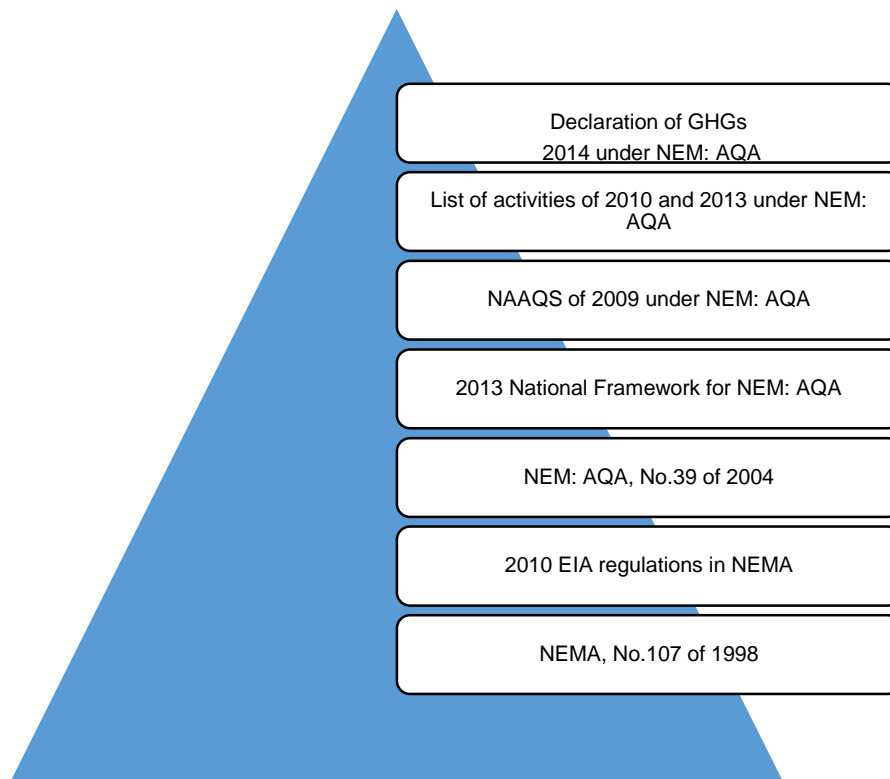 Declaration of GHGs
2014 under NEM: AQA
List of activities of 2010 and 2013 under NEM:
AQA
NAAQS of 2009 under NEM: AQA
2013 National Framework for NEM: AQA
NEM: AQA, No.39 of 2004
2010 EIA regulations in NEMA
NEMA, No.107 of 1998